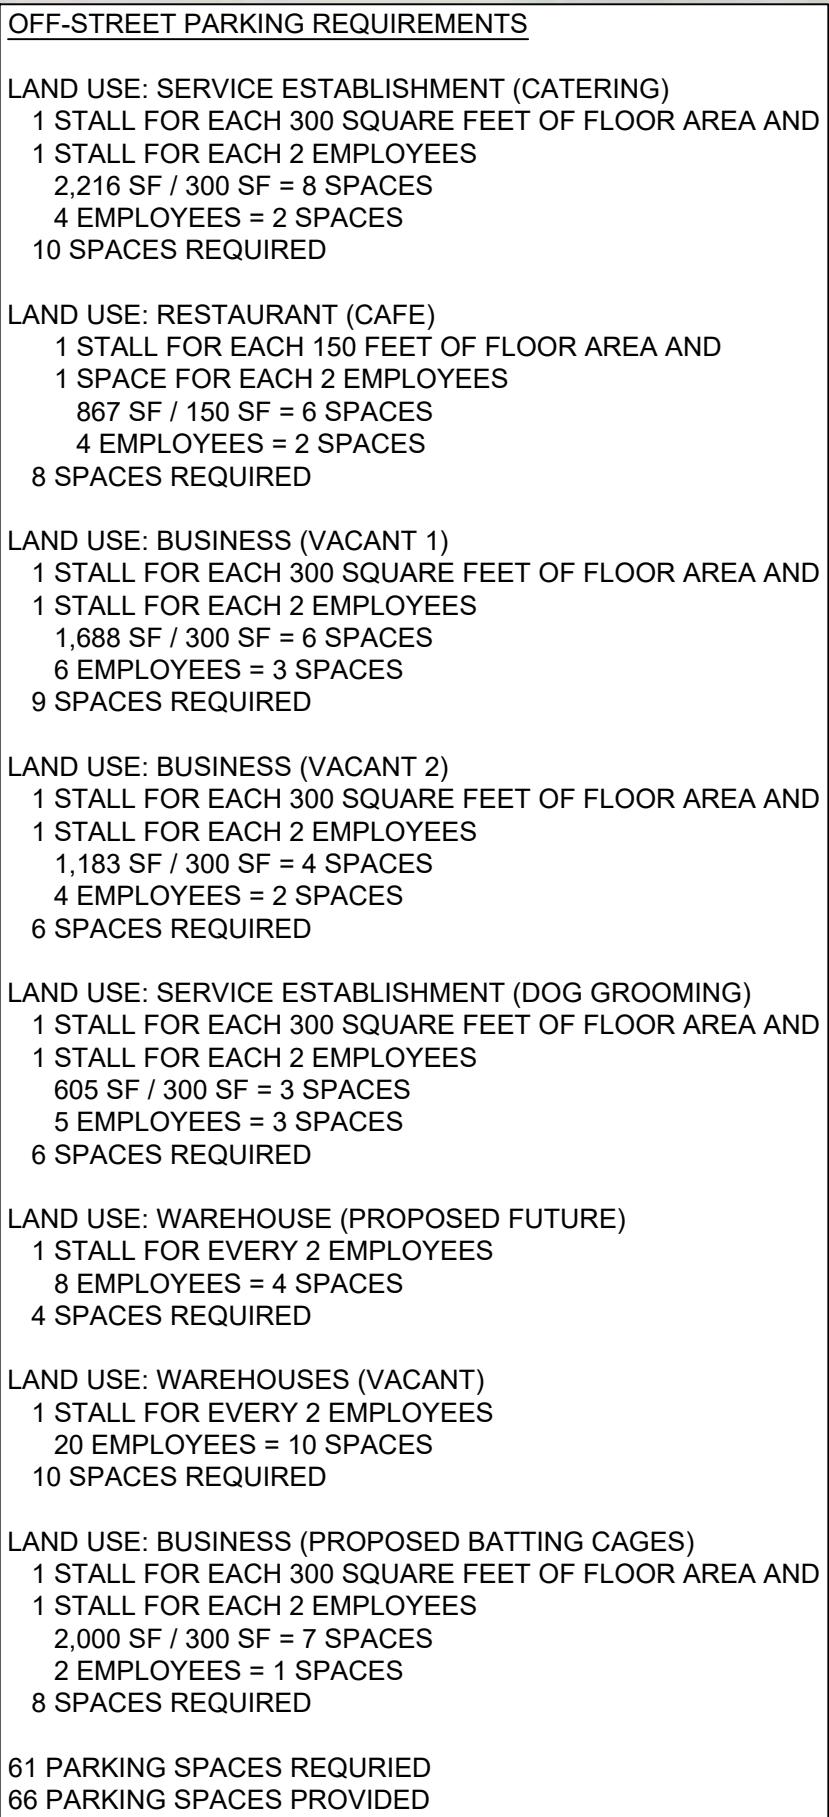 OFF-STREET PARKING REQUIREMENTS
LAND USE: SERVICE ESTABLISHMENT (CATERING)
1 STALL FOR EACH 300 SQUARE FEET OF FLOOR AREA AND
1 STALL FOR EACH 2 EMPLOYEES
2,216 SF / 300 SF = 8 SPACES
4 EMPLOYEES = 2 SPACES
10 SPACES REQUIRED
LAND USE: RESTAURANT (CAFE)
1 STALL FOR EACH 150 FEET OF FLOOR AREA AND
1 SPACE FOR EACH 2 EMPLOYEES
867 SF / 150 SF = 6 SPACES
4 EMPLOYEES = 2 SPACES
8 SPACES REQUIRED
LAND USE: BUSINESS (VACANT 1)
1 STALL FOR EACH 300 SQUARE FEET OF FLOOR AREA AND
1 STALL FOR EACH 2 EMPLOYEES
1,688 SF / 300 SF = 6 SPACES
6 EMPLOYEES = 3 SPACES
9 SPACES REQUIRED
LAND USE: BUSINESS (VACANT 2)
1 STALL FOR EACH 300 SQUARE FEET OF FLOOR AREA AND
1 STALL FOR EACH 2 EMPLOYEES
1,183 SF / 300 SF = 4 SPACES
4 EMPLOYEES = 2 SPACES
6 SPACES REQUIRED
LAND USE: SERVICE ESTABLISHMENT (DOG GROOMING)
1 STALL FOR EACH 300 SQUARE FEET OF FLOOR AREA AND
1 STALL FOR EACH 2 EMPLOYEES
605 SF / 300 SF = 3 SPACES
5 EMPLOYEES = 3 SPACES
6 SPACES REQUIRED
LAND USE: WAREHOUSE (PROPOSED FUTURE)
1 STALL FOR EVERY 2 EMPLOYEES
8 EMPLOYEES = 4 SPACES
4 SPACES REQUIRED
LAND USE: WAREHOUSES (VACANT)
1 STALL FOR EVERY 2 EMPLOYEES
20 EMPLOYEES = 10 SPACES
10 SPACES REQUIRED
LAND USE: BUSINESS (PROPOSED BATTING CAGES)
1 STALL FOR EACH 300 SQUARE FEET OF FLOOR AREA AND
1 STALL FOR EACH 2 EMPLOYEES
2,000 SF / 300 SF = 7 SPACES
2 EMPLOYEES = 1 SPACES
8 SPACES REQUIRED
61 PARKING SPACES REQURIED
66 PARKING SPACES PROVIDED